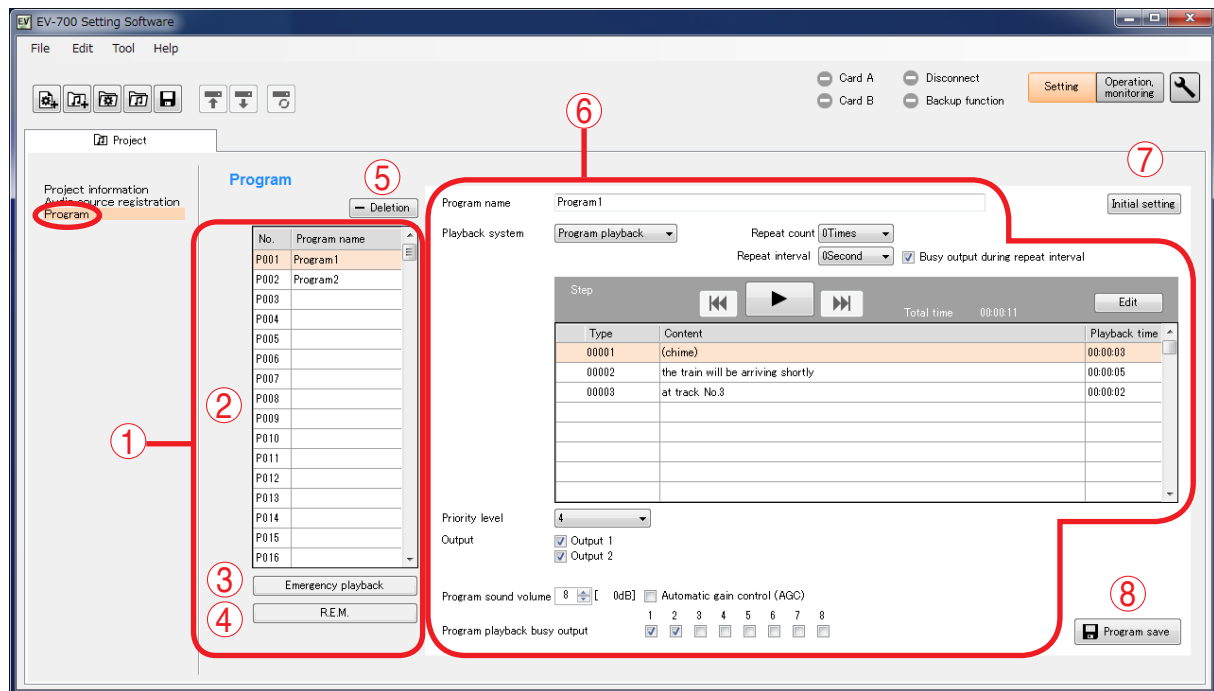 EV EV-700 Setting Software
File Edit Tool Help
Card A Disconnect
Card B Backup function
Setting
Operation, monitoring
Project
6
7
Project information
Audio source registration
Program
Program
5
Deletion
No. Program name
P001 Program1
P002 Program2
P003
P004
P005
P006
P007
P008
P009
P010
P011
P012
P013
P014
P015
P016
1
2
3
Emergency playback
4
R.E.M.
Program name Program1
Initial setting
Playback system Program playback Repeat count 0Times
Repeat interval 0Second Busy output during repeat interval
Step Total time 00:00:11 Edit
Type Content Playback time
00001 (chime) 00:00:03
00002 the train will be arriving shortly 00:00:05
00003 at track No.3 00:00:02
Priority level 4
Output Output 1
Output 2
Program sound volume 8 [ 0dB] Automatic gain control (AGC)
1 2 3 4 5 6 7 8
Program playback busy output
8
Program save